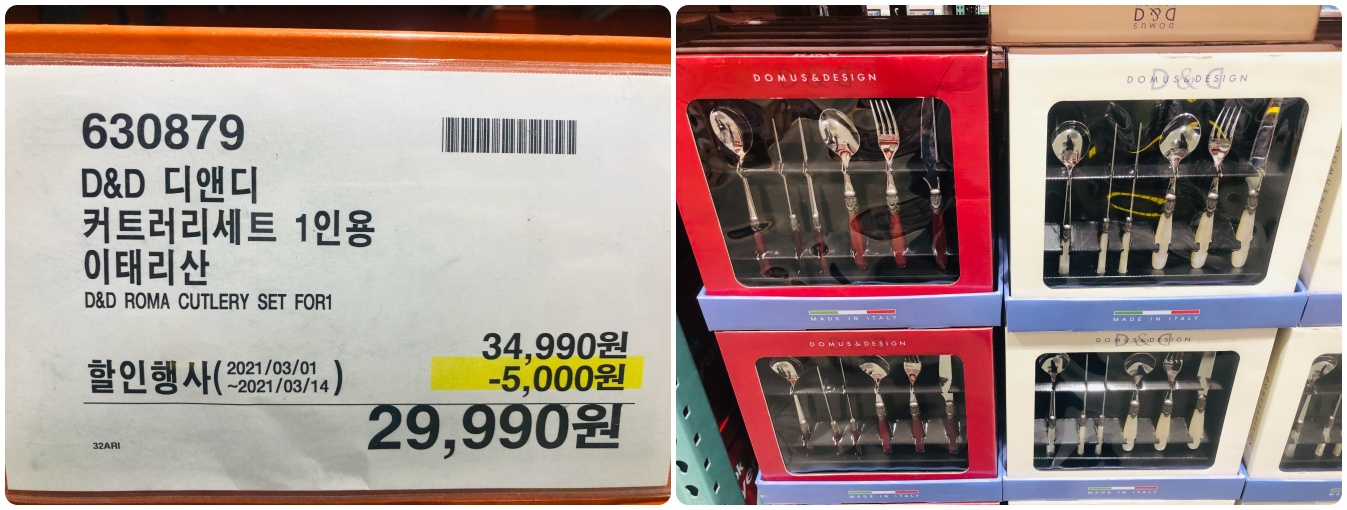 630879
D&D 디앤디
커트러리세트 1인용
이태리산
D&D ROMA CUTLERY SET FOR1
34,990원
할인행사( 2021/03/01
~2021/03/14 )
-5,000원
29,990원
32ARI
DOMUS
D&D
DOMUS&DESIGN
D&D
DOMUS&DESIGN
D&D
MADE IN ITALY
MADE IN ITALY
DOMUS&DESIGN
D&D
DOMUS&DESIGN
D&D
MADE IN ITALY
MADE IN ITALY